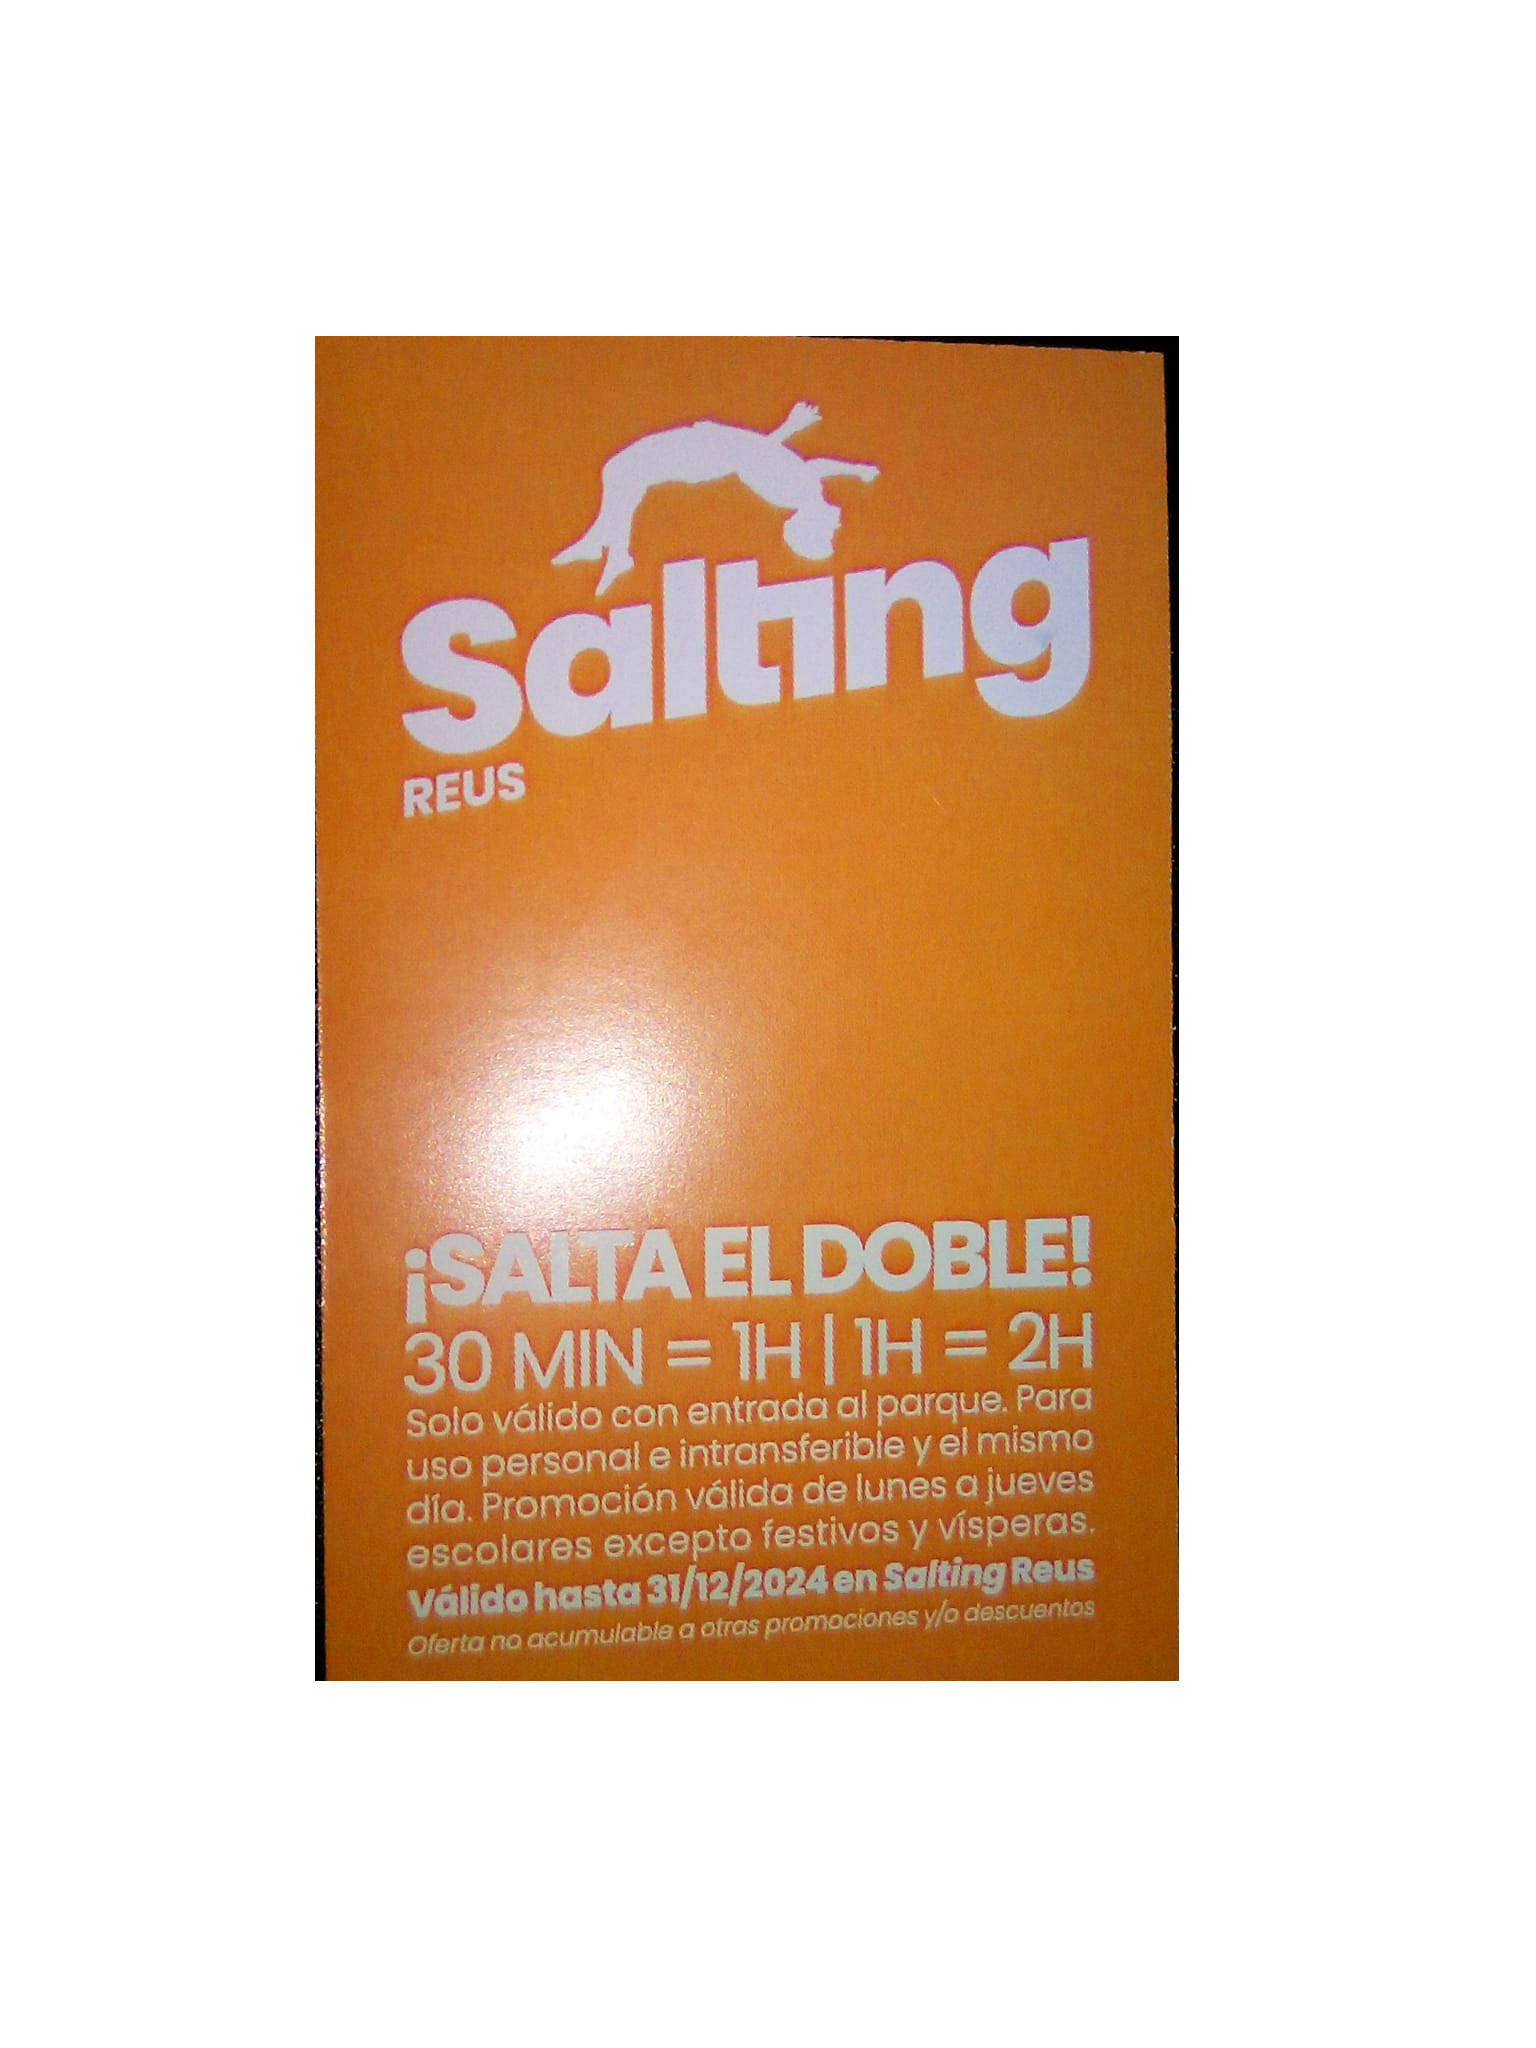 Salting
REUS
¡SALTA EL DOBLE!
30 MIN = 1H | 1H = 2H
Solo válido con entrada al parque. Para
uso personal e intransferible y el mismo
día. Promoción válida de lunes a jueves
escolares excepto festivos y vísperas.
Válido hasta 31/12/2024 en Salting Reus
Oferta no acumulable a otras promociones y/o descuentos